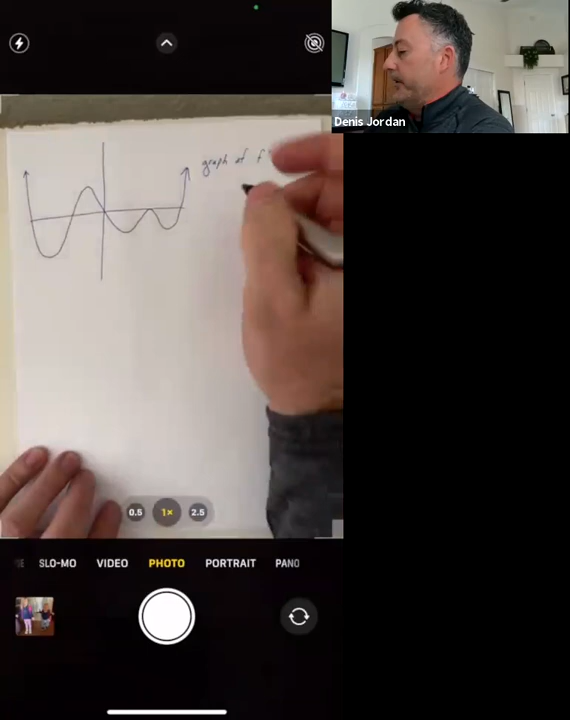 Denis Jordan
graph of f
0.5 1× 2.5
SLO-MO VIDEO PHOTO PORTRAIT PANO